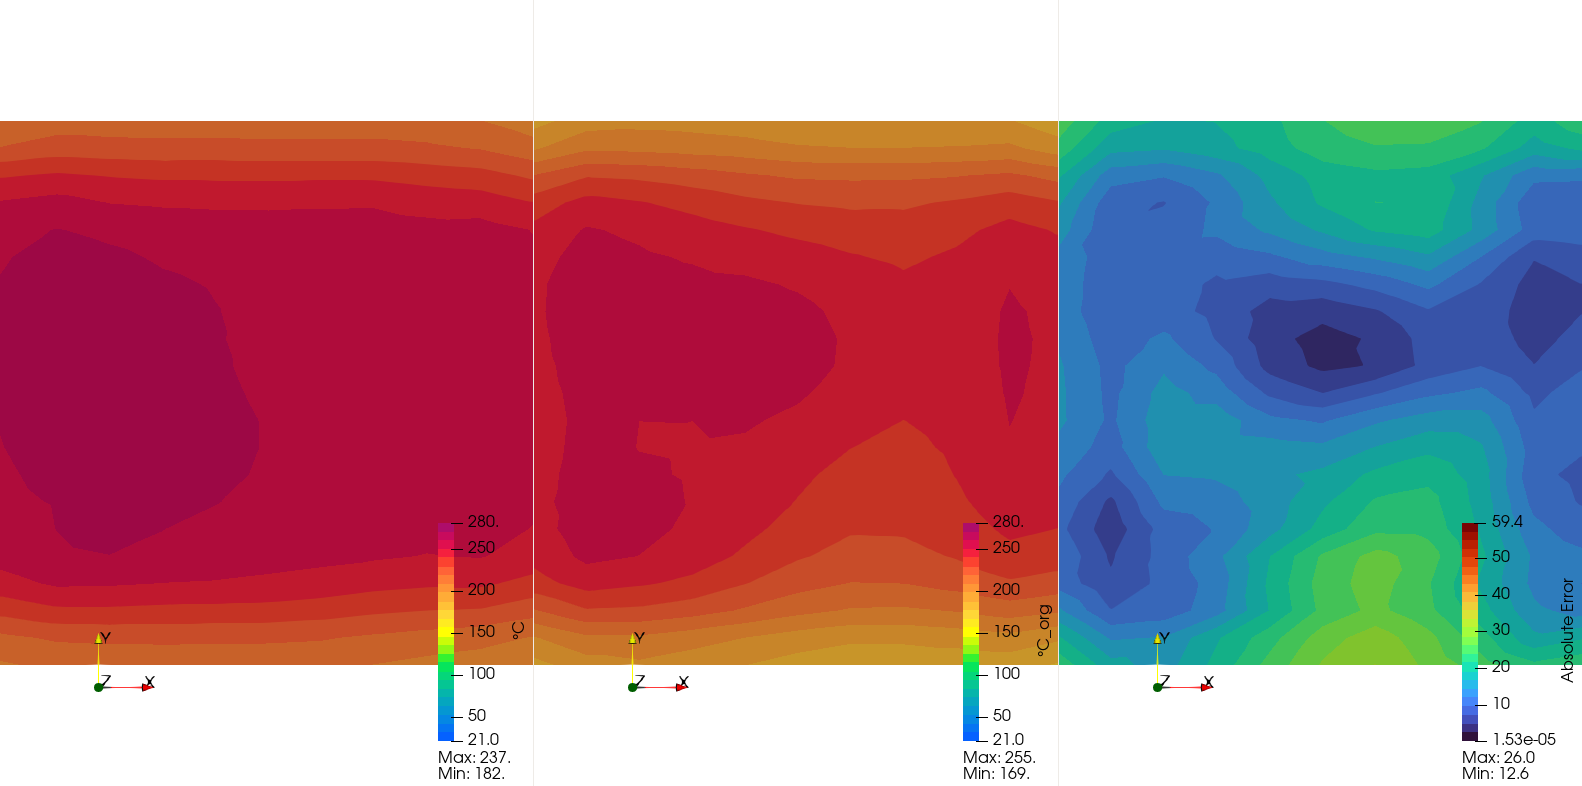 280.
250
200
150
100
50
21.0
°C
Max: 237.
Min: 182.
Y
Z
X
280.
250
200
150
100
50
21.0
°C_org
Max: 255.
Min: 169.
Y
Z
X
59.4
50
40
30
20
10
1.53e-05
Absolute Error
Max: 26.0
Min: 12.6
Y
Z
X